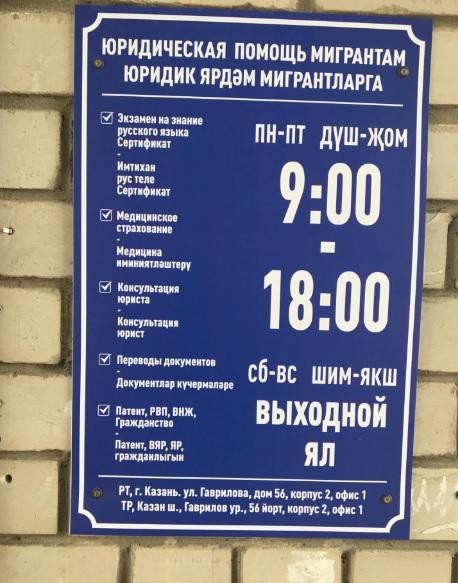 ЮРИДИЧЕСКАЯ ПОМОЩЬ МИГРАНТАМ
ЮРИДИК ЯРДӘМ МИГРАНТЛАРГА
Экзамен на знание
русского языка
Сертификат
-
Имтихан
рус теле
Сертификат
Медицинское
страхование
-
Медицина
иминиятләштерү
Консультация
юриста
-
Консультация
юрист
Переводы документов
-
Документлар күчермәләре
Патент, РВП, ВНЖ,
Гражданство
-
Патент, ВЯР, ЯР,
гражданлыгын
ПН-ПТ ДҮШ-ҖОМ
9:00
-
18:00
СБ-ВС ШИМ-ЯКШ
ВЫХОДНОЙ
ЯЛ
РТ, г. Казань. ул. Гаврилова, дом 56, корпус 2, офис 1
ТР, Казан ш., Гаврилов ур., 56 йорт, корпус 2, офис 1